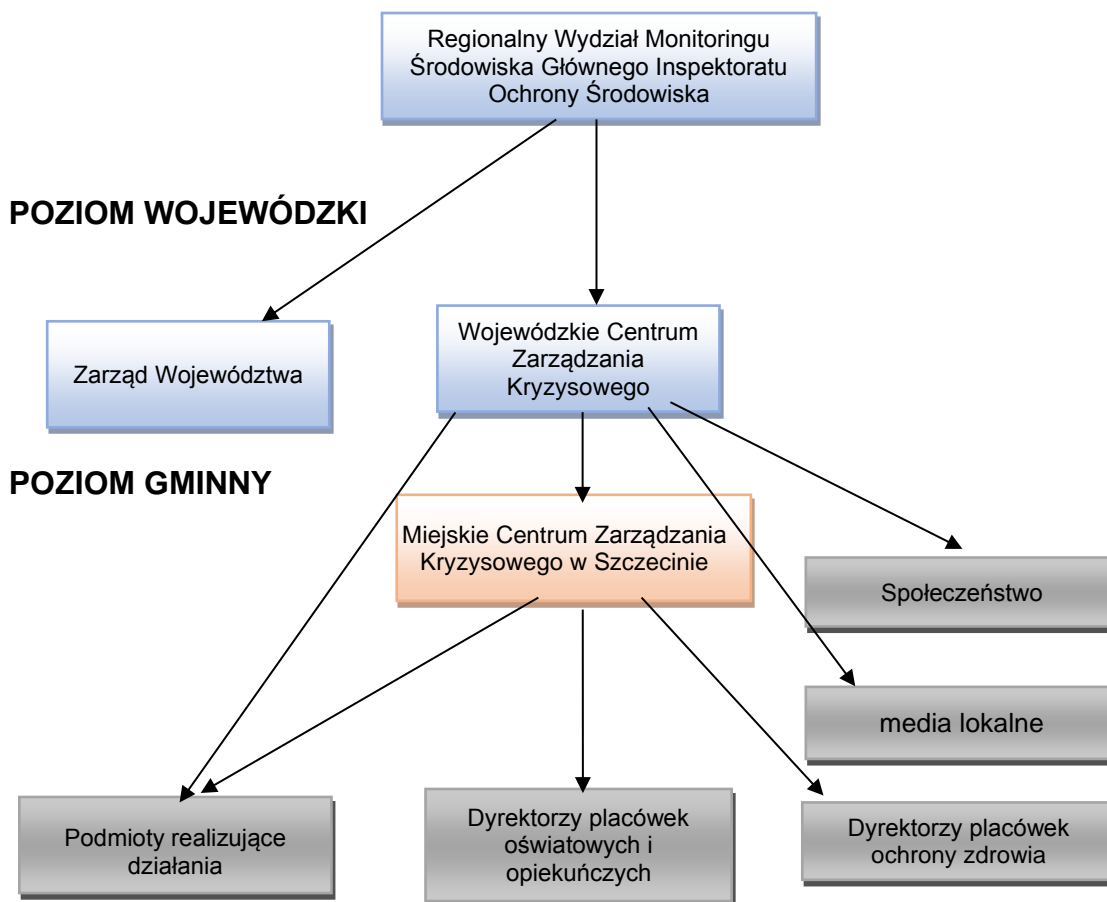 Regionalny Wydział Monitoringu
Środowiska Głównego Inspektoratu
Ochrony Środowiska
POZIOM WOJEWÓDZKI
Zarząd Województwa
Wojewódzkie Centrum
Zarządzania
Kryzysowego
POZIOM GMINNY
Miejskie Centrum Zarządzania
Kryzysowego w Szczecinie
Społeczeństwo
media lokalne
Podmioty realizujące
działania
Dyrektorzy placówek
oświatowych i
opiekuńczych
Dyrektorzy placówek
ochrony zdrowia